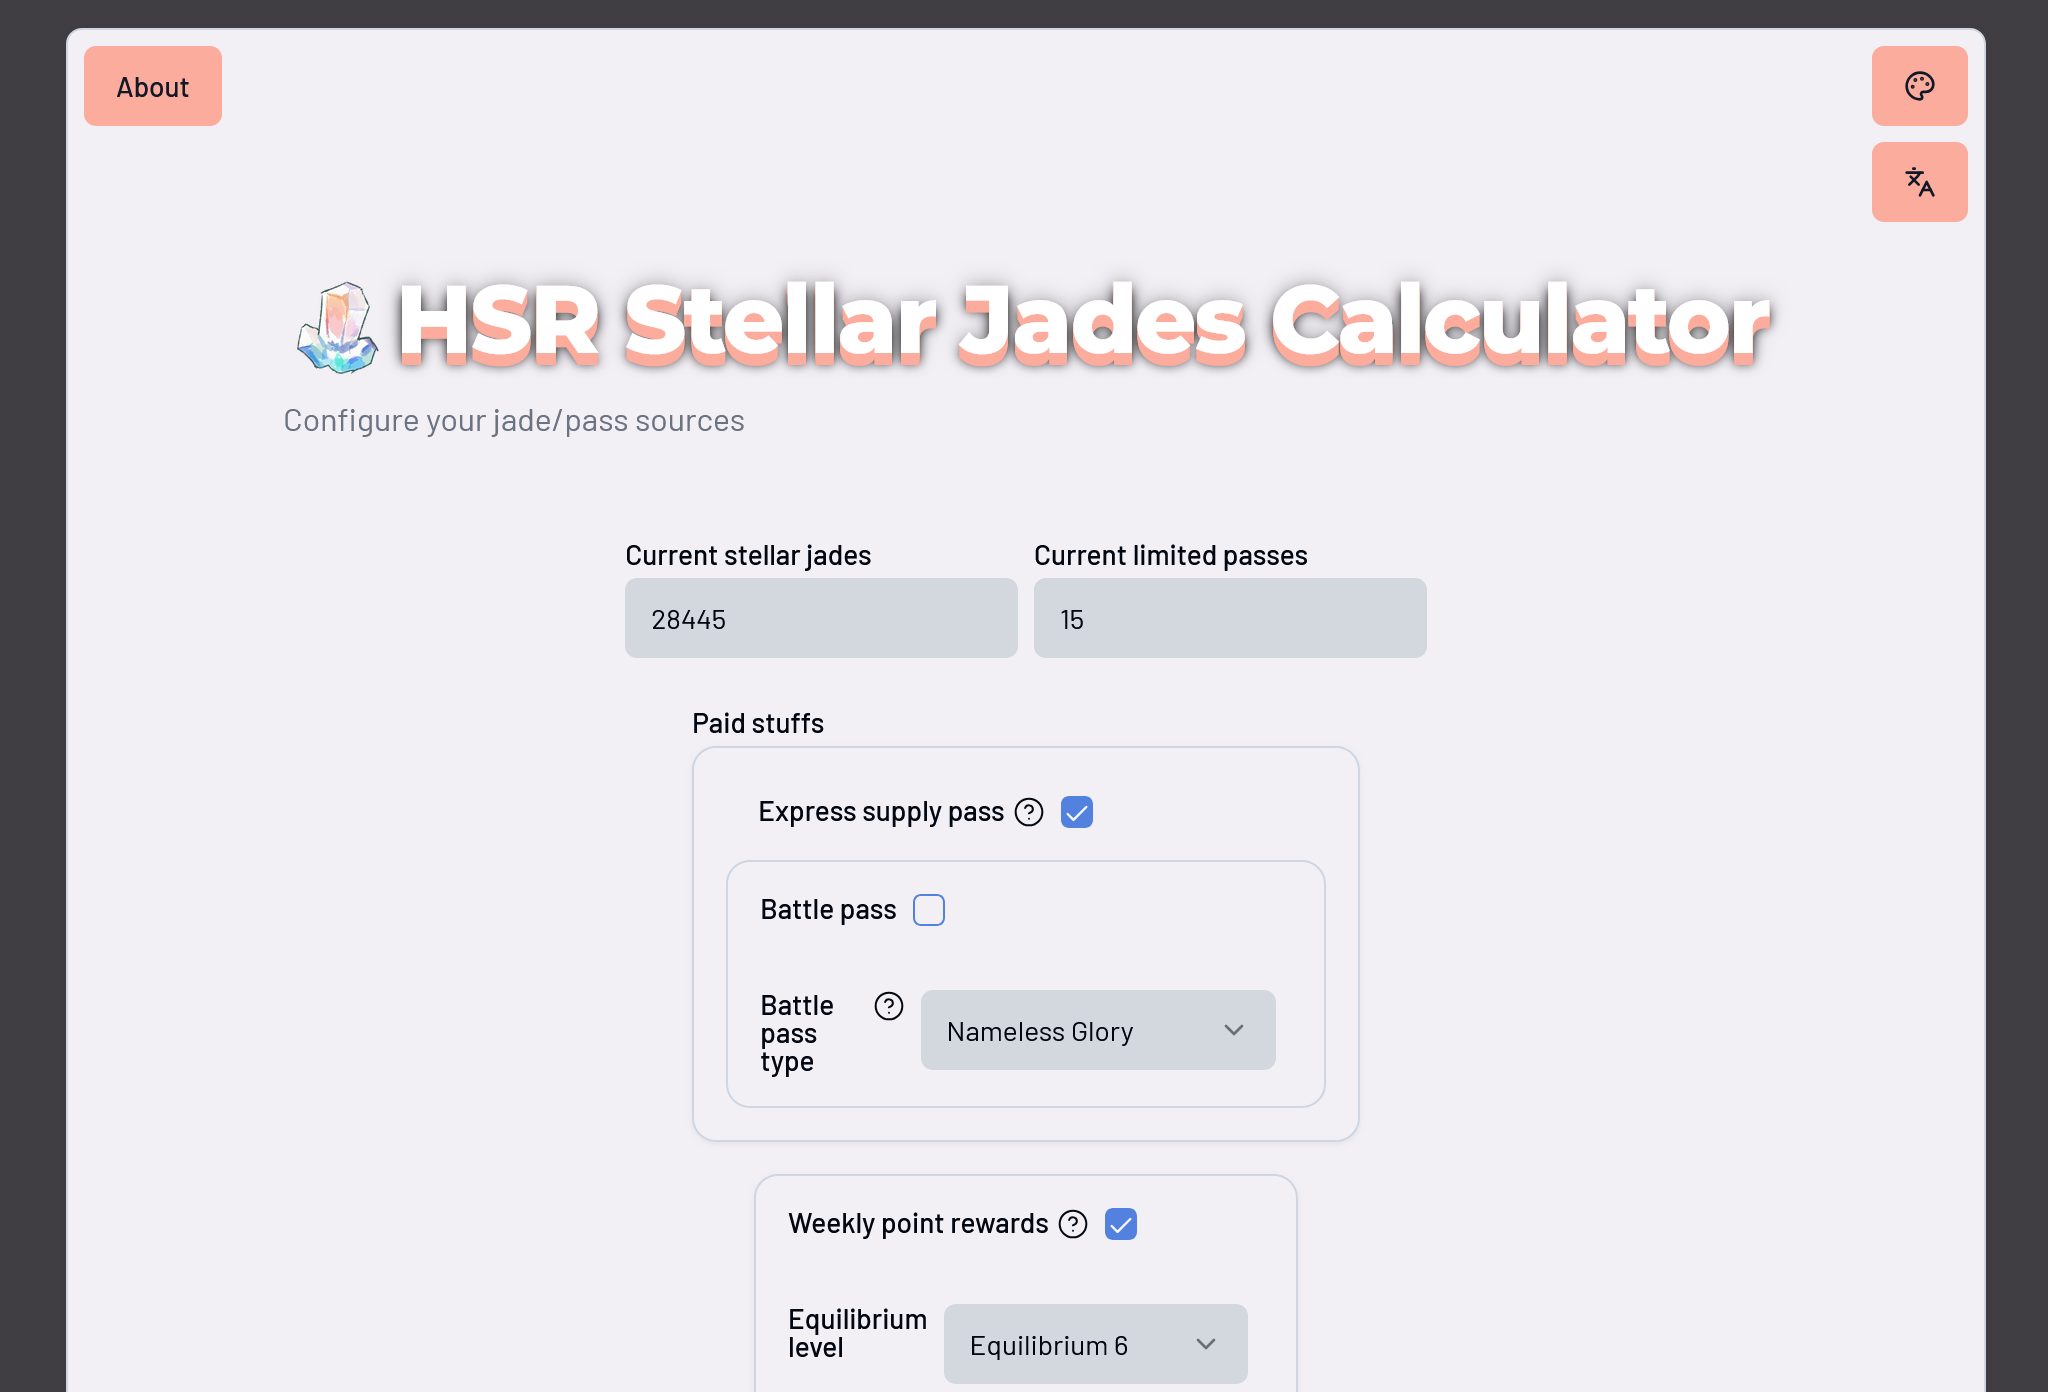 About
HSR Stellar Jades Calculator
Configure your jade/pass sources
Current stellar jades
Current limited passes
28445
15
Paid stuffs
Express supply pass
Battle pass
Battle
pass
type
Nameless Glory
Weekly point rewards
Equilibrium
level
Equilibrium 6